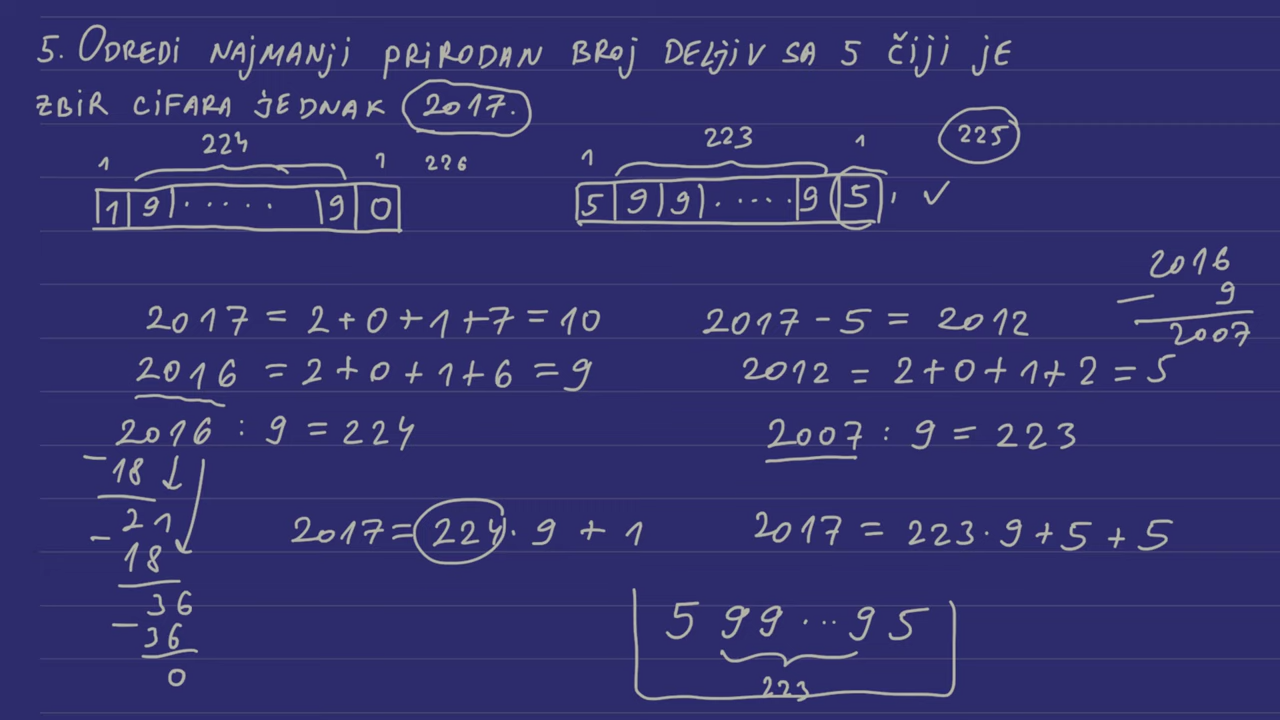 5. ODREDI NAJMANJI PRIRODAN BROJ DELJIV SA 5 ČIJI JE
ZBIR CIFARA JEDNAK 2017.
1 224 1 226
1 9 ..... 9 0
1 223 1 225
5 9 9 ..... 9 5, ✓
2017 = 2+0+1+7 = 10
2016 = 2+0+1+6 = 9
2016 : 9 = 224
-18
21
-18
36
-36
0
2017 = 224·9 + 1
2017 - 5 = 2012
2012 = 2+0+1+2 = 5
2016
- 9
2007
2007 : 9 = 223
2017 = 223·9 + 5 + 5
5 99...95
223